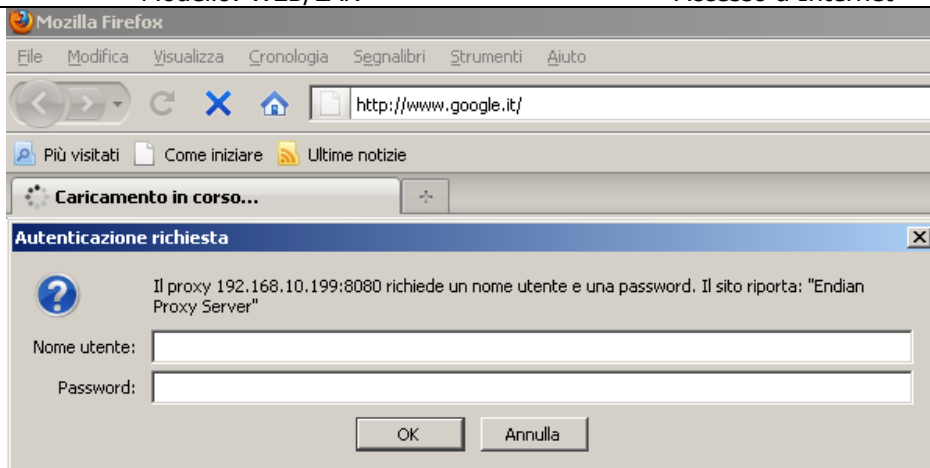 Accesso a Internet
Mozilla Firefox
File Modifica Visualizza Cronologia Segnalibri Strumenti Aiuto
http://www.google.it/
Più visitati Come iniziare Ultime notizie
Caricamento in corso...
Autenticazione richiesta
Il proxy 192.168.10.199:8080 richiede un nome utente e una password. Il sito riporta: "Endian
Proxy Server"
Nome utente:
Password:
OK Annulla